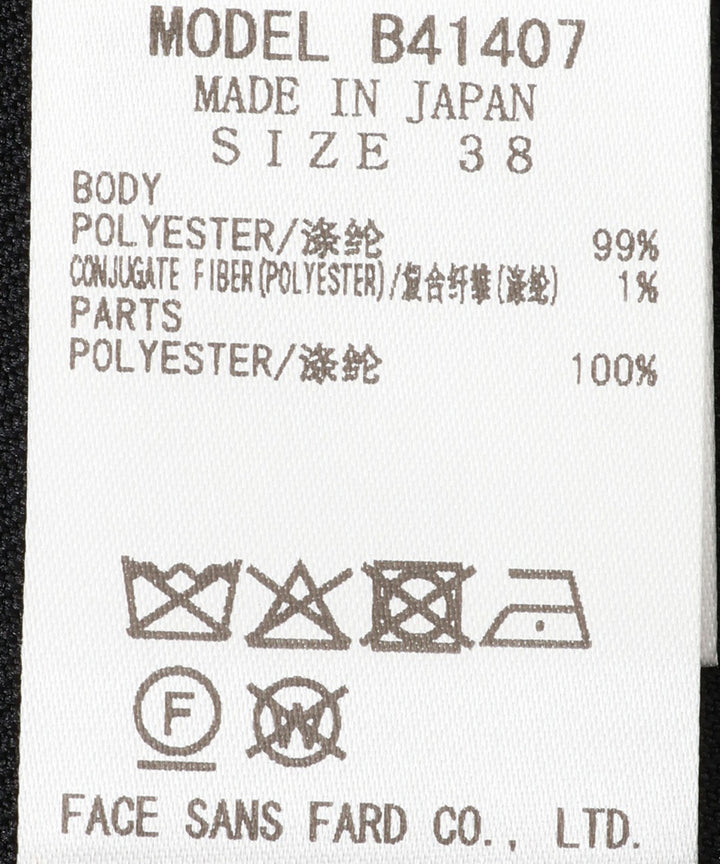 MODEL B41407
MADE IN JAPAN
SIZE 38
BODY
POLYESTER/涤纶 99%
CONJUGATE FIBER(POLYESTER)/复合纤维(涤纶) 1%
PARTS
POLYESTER/涤纶 100%
F W
FACE SANS FARD CO., LTD.